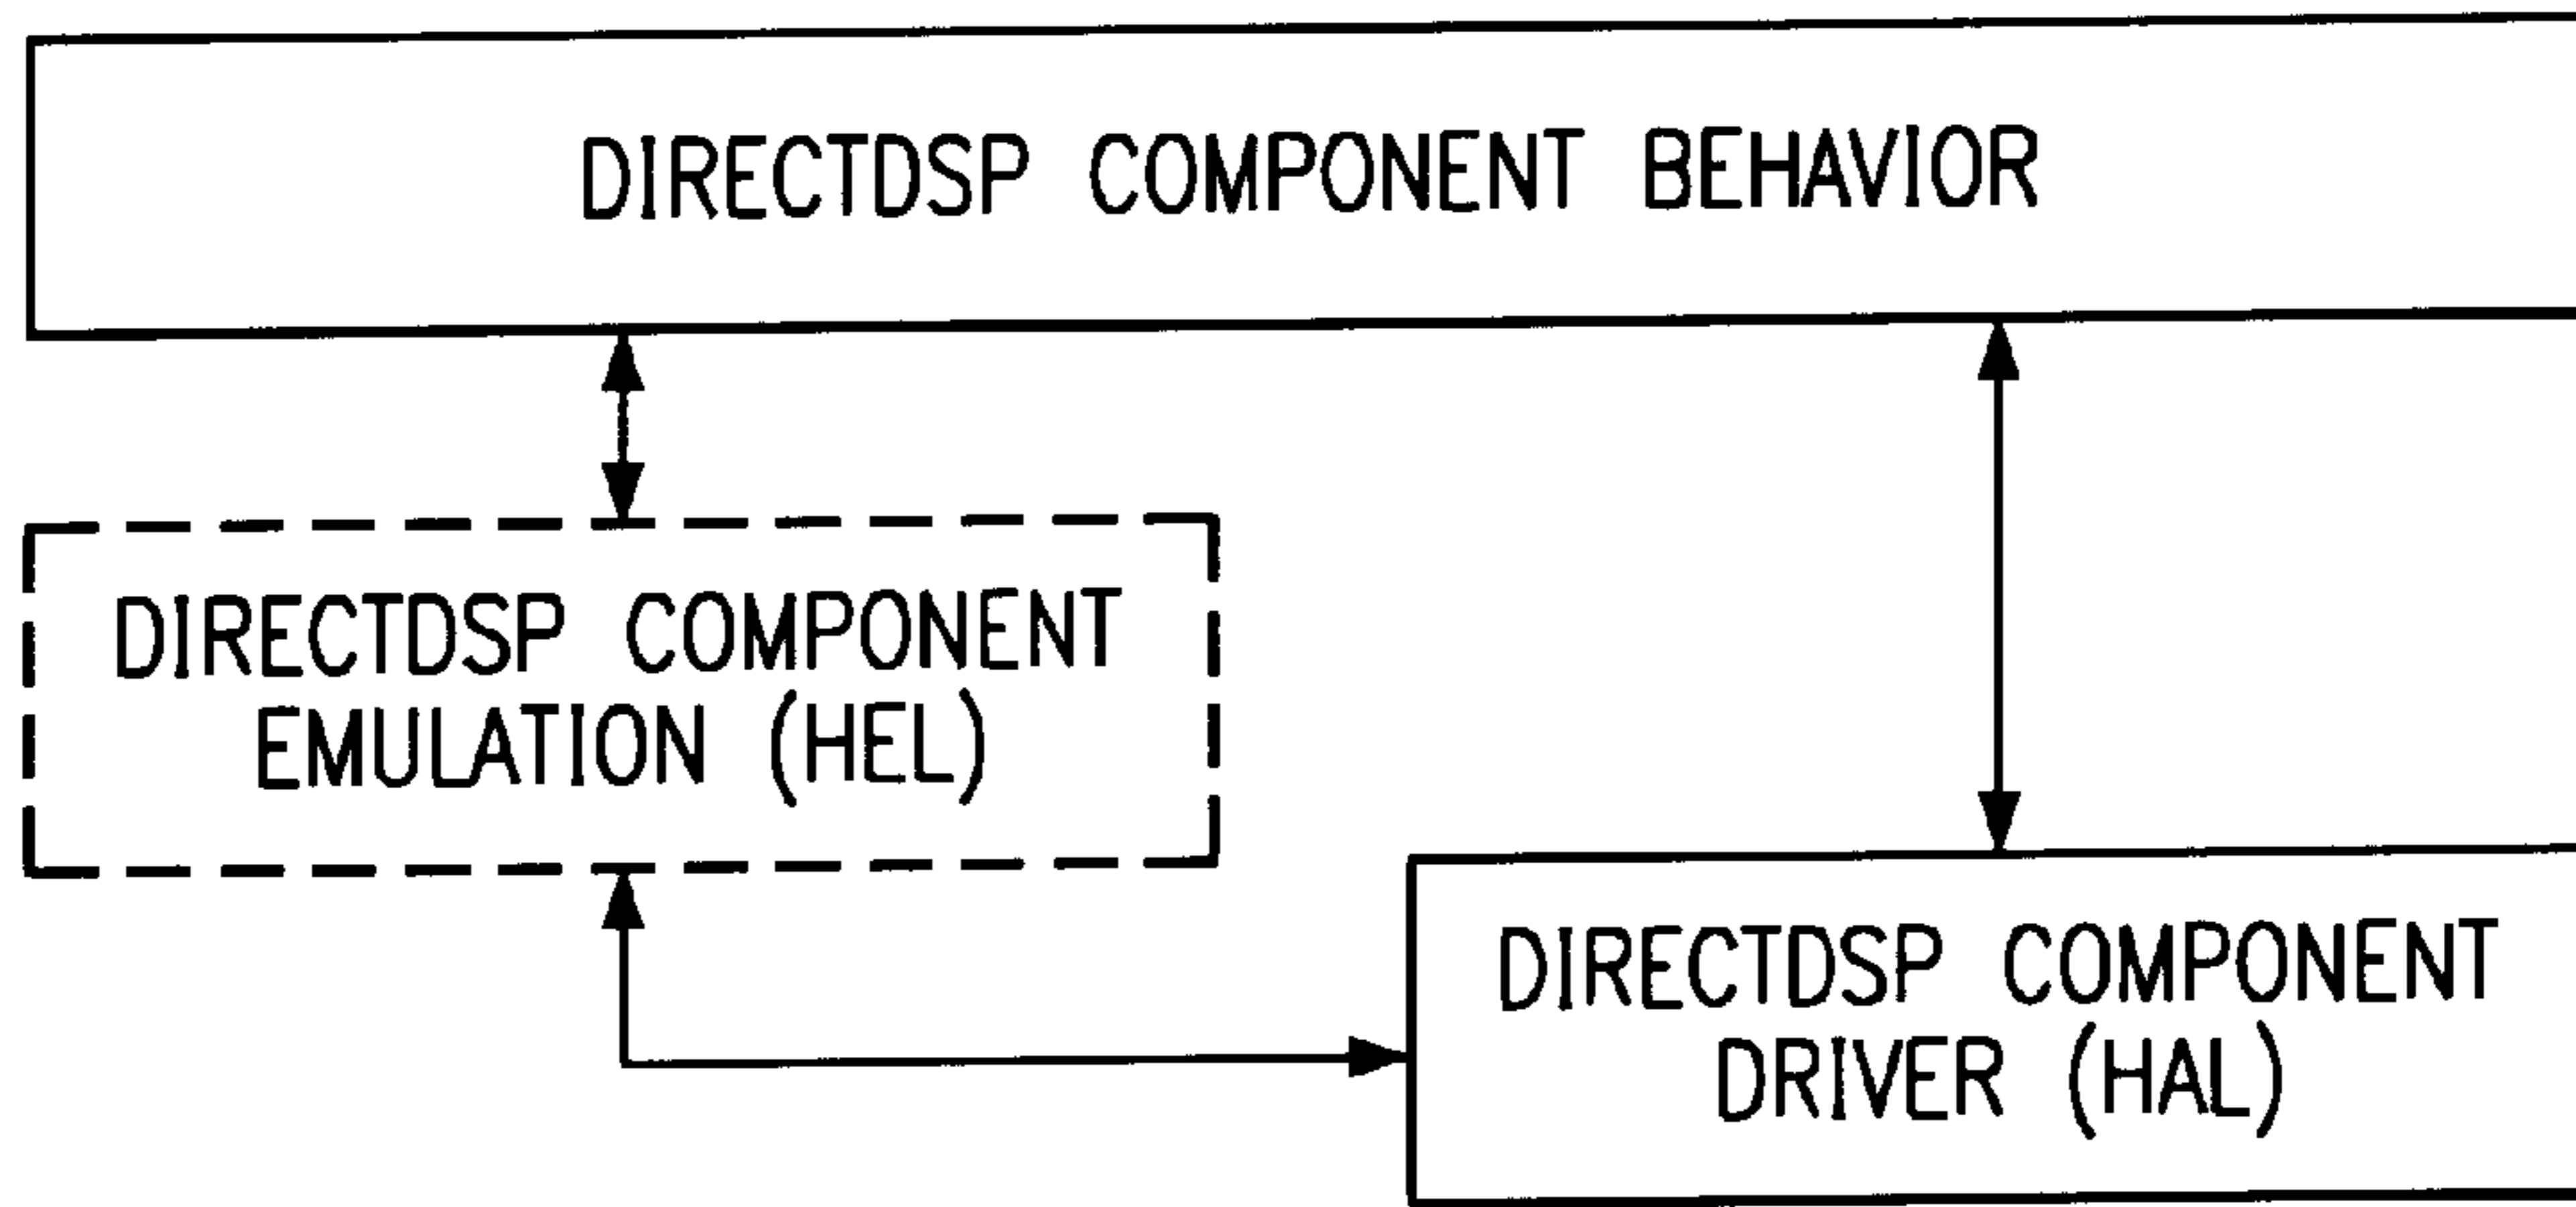 DIRECTDSP COMPONENT BEHAVIOR
DIRECTDSP COMPONENT
EMULATION (HEL)
DIRECTDSP COMPONENT
DRIVER (HAL)